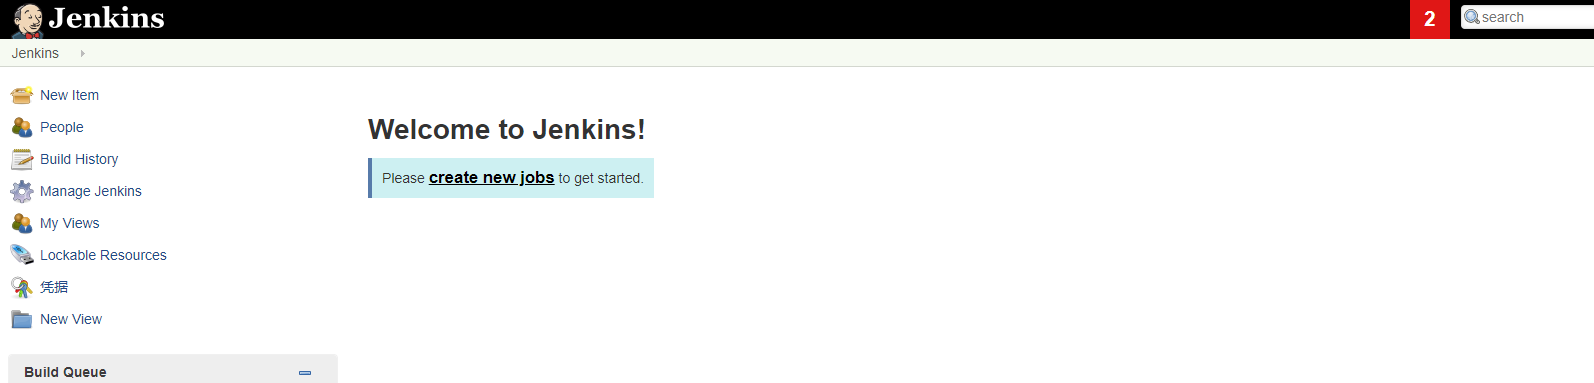 Jenkins
2
search
Jenkins
New Item
People
Build History
Manage Jenkins
My Views
Lockable Resources
凭据
New View
Build Queue
Welcome to Jenkins!
Please create new jobs to get started.